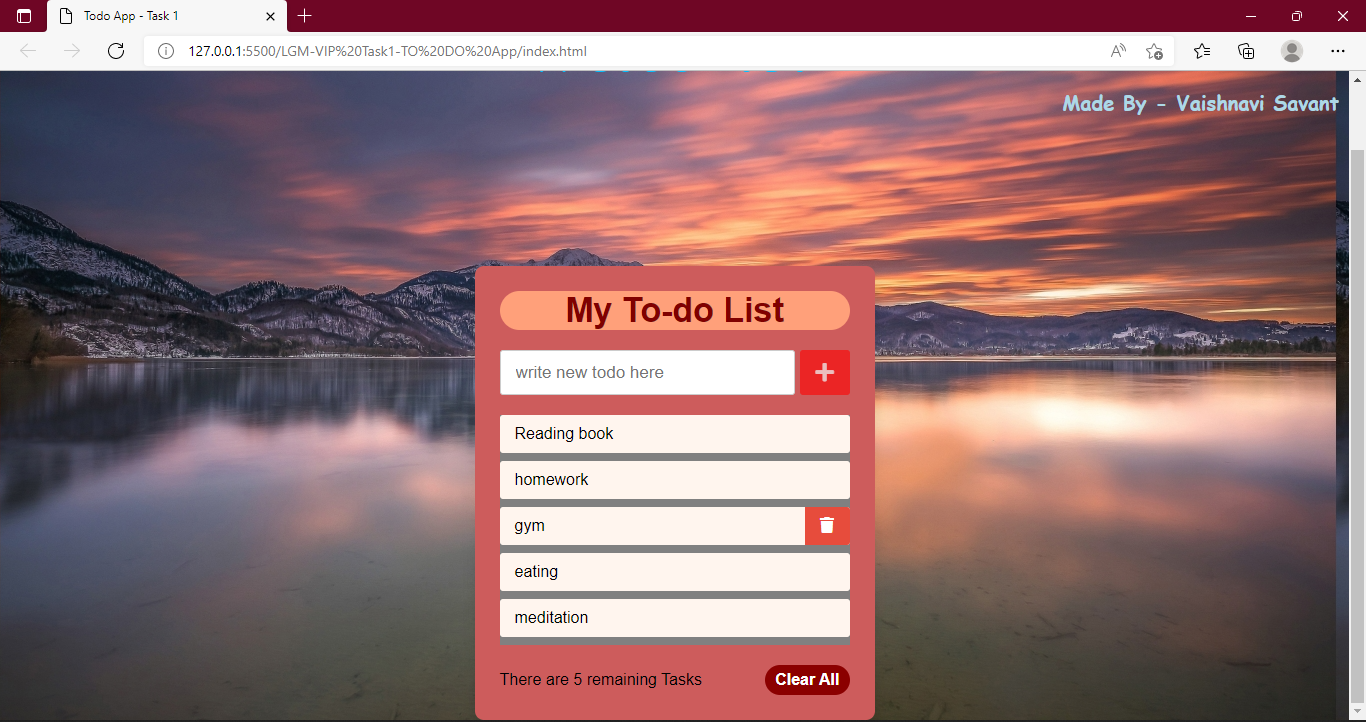 Todo App - Task 1
127.0.0.1:5500/LGM-VIP%20Task1-TO%20DO%20App/index.html
Made By - Vaishnavi Savant
My To-do List
write new todo here
Reading book
homework
gym
eating
meditation
There are 5 remaining Tasks Clear All